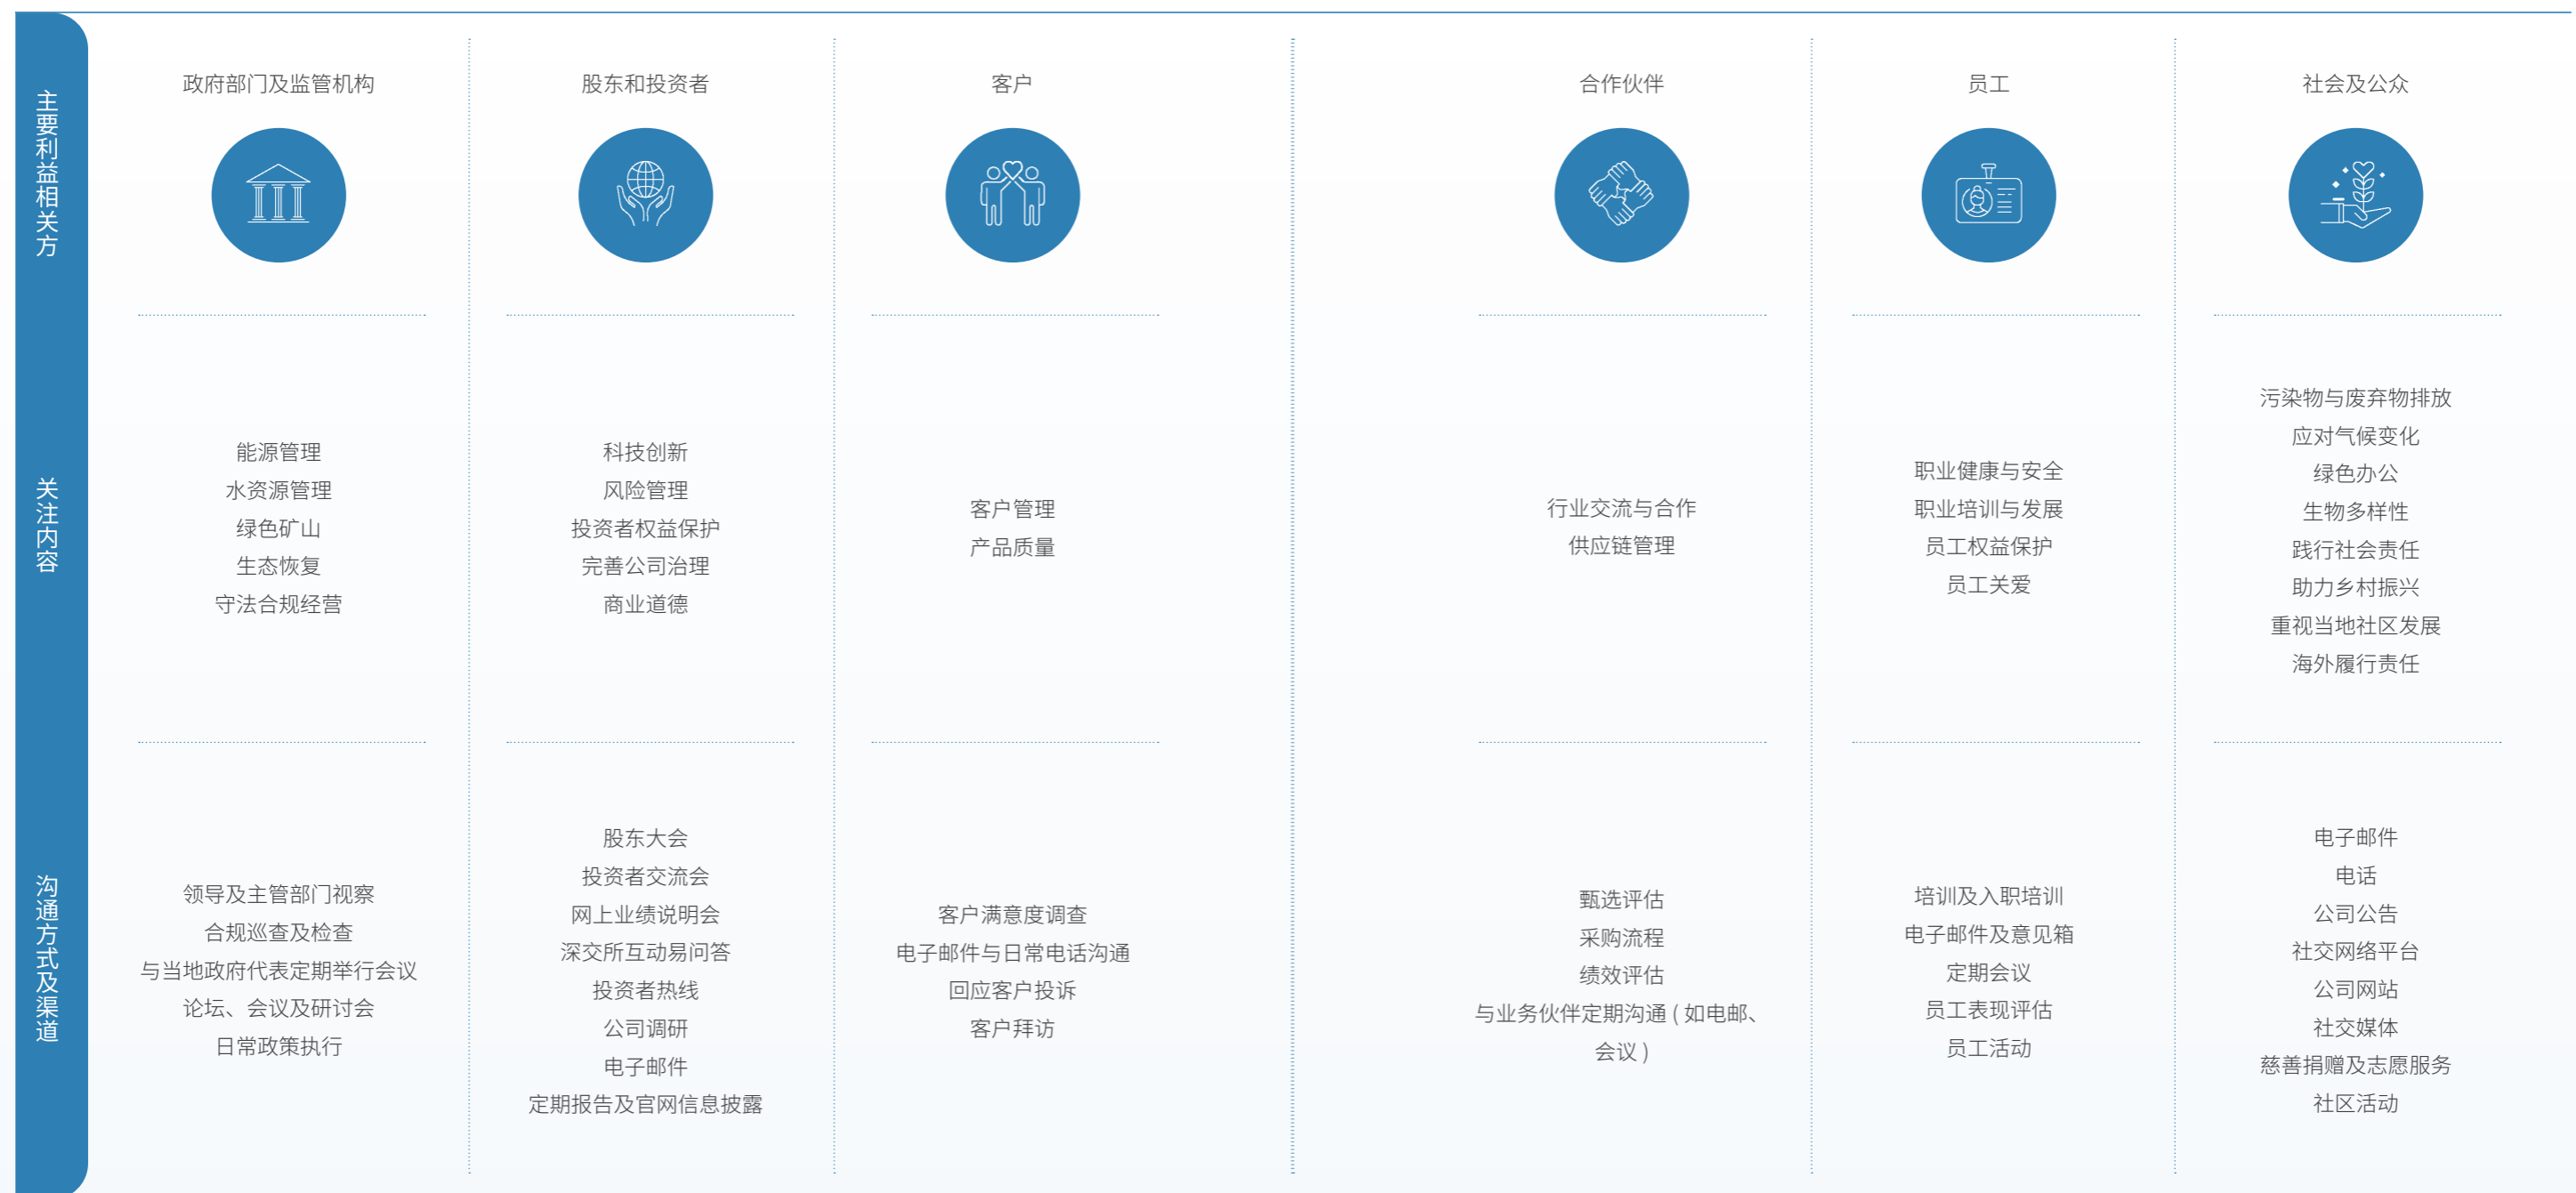 主要利益相关方
政府部门及监管机构
股东和投资者
客户
合作伙伴
员工
社会及公众
关注内容
能源管理
水资源管理
绿色矿山
生态恢复
守法合规经营
科技创新
风险管理
投资者权益保护
完善公司治理
商业道德
客户管理
产品质量
行业交流与合作
供应链管理
职业健康与安全
职业培训与发展
员工权益保护
员工关爱
污染物与废弃物排放
应对气候变化
绿色办公
生物多样性
践行社会责任
助力乡村振兴
重视当地社区发展
海外履行责任
沟通方式及渠道
领导及主管部门视察
合规巡查及检查
与当地政府代表定期举行会议
论坛、会议及研讨会
日常政策执行
股东大会
投资者交流会
网上业绩说明会
深交所互动易问答
投资者热线
公司调研
电子邮件
定期报告及官网信息披露
客户满意度调查
电子邮件与日常电话沟通
回应客户投诉
客户拜访
甄选评估
采购流程
绩效评估
与业务伙伴定期沟通 ( 如电邮、
会议 )
培训及入职培训
电子邮件及意见箱
定期会议
员工表现评估
员工活动
电子邮件
电话
公司公告
社交网络平台
公司网站
社交媒体
慈善捐赠及志愿服务
社区活动